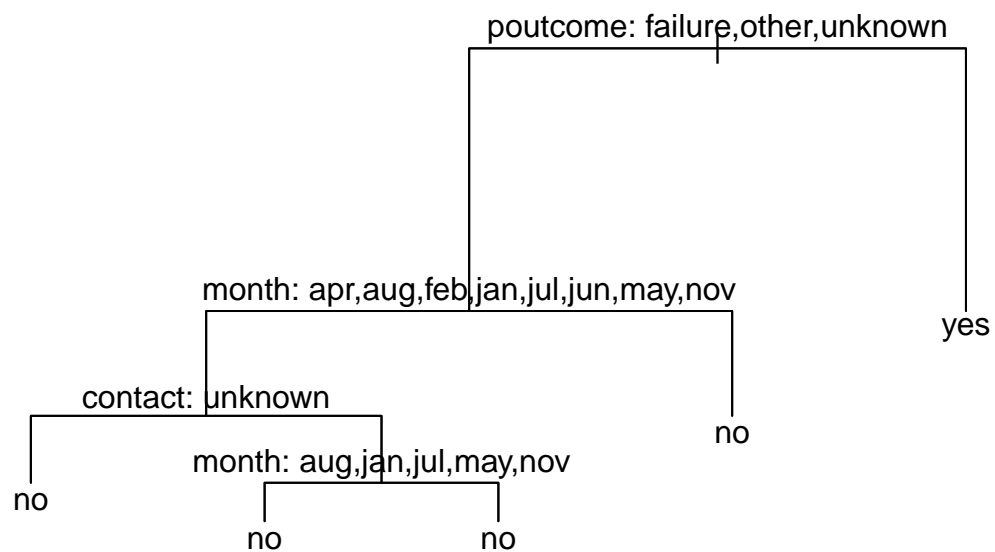 poutcome: failure,other,unknown
month: apr,aug,feb,jan,jul,jun,may,nov
yes
contact: unknown
no
month: aug,jan,jul,may,nov
no
no no